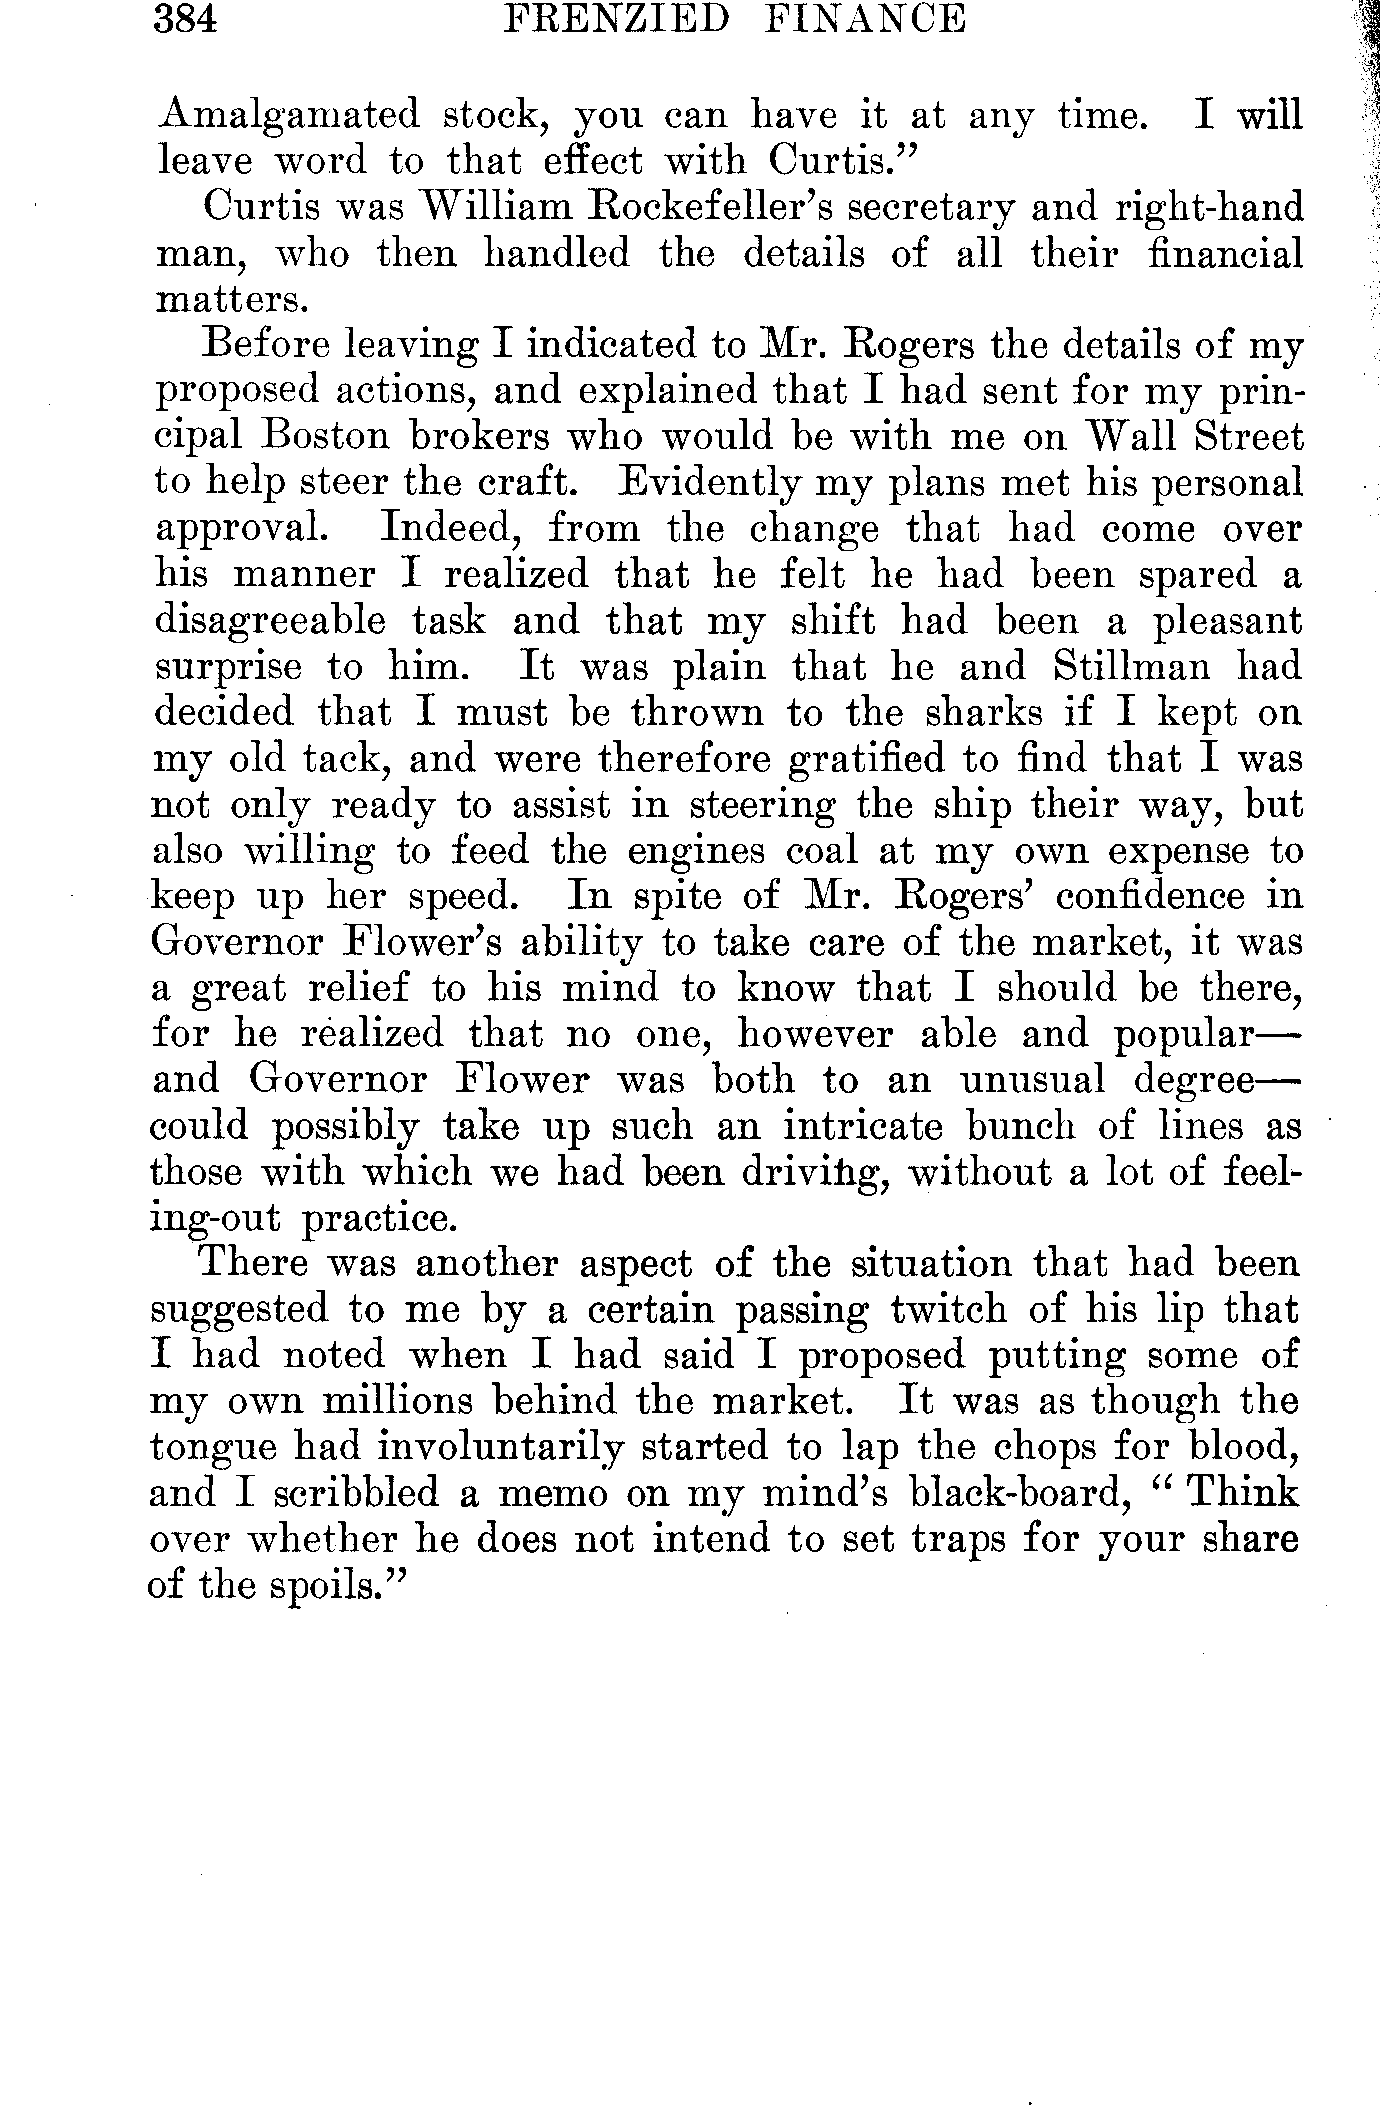 384 FRENZIED FINANCE
Amalgamated stock, you can have it at any time. I will
leave word to that effect with Curtis.”
Curtis was William Rockefeller’s secretary and right-hand
man, who then handled the details of all their financial
matters.
Before leaving I indicated to Mr. Rogers the details of my
proposed actions, and explained that I had sent for my prin-
cipal Boston brokers who would be with me on Wall Street
to help steer the craft. Evidently my plans met his personal
approval. Indeed, from the change that had come over
his manner I realized that he felt he had been spared a
disagreeable task and that my shift had been a pleasant
surprise to him. It was plain that he and Stillman had
decided that I must be thrown to the sharks if I kept on
my old tack, and were therefore gratified to find that I was
not only ready to assist in steering the ship their way, but
also willing to feed the engines coal at my own expense to
keep up her speed. In spite of Mr. Rogers’ confidence in
Governor Flower’s ability to take care of the market, it was
a great relief to his mind to know that I should be there,
for he realized that no one, however able and popular—
and Governor Flower was both to an unusual degree—
could possibly take up such an intricate bunch of lines as
those with which we had been driving, without a lot of feel-
ing-out practice.
There was another aspect of the situation that had been
suggested to me by a certain passing twitch of his lip that
I had noted when I had said I proposed putting some of
my own millions behind the market. It was as though the
tongue had involuntarily started to lap the chops for blood,
and I scribbled a memo on my mind’s black-board, “ Think
over whether he does not intend to set traps for your share
of the spoils.”